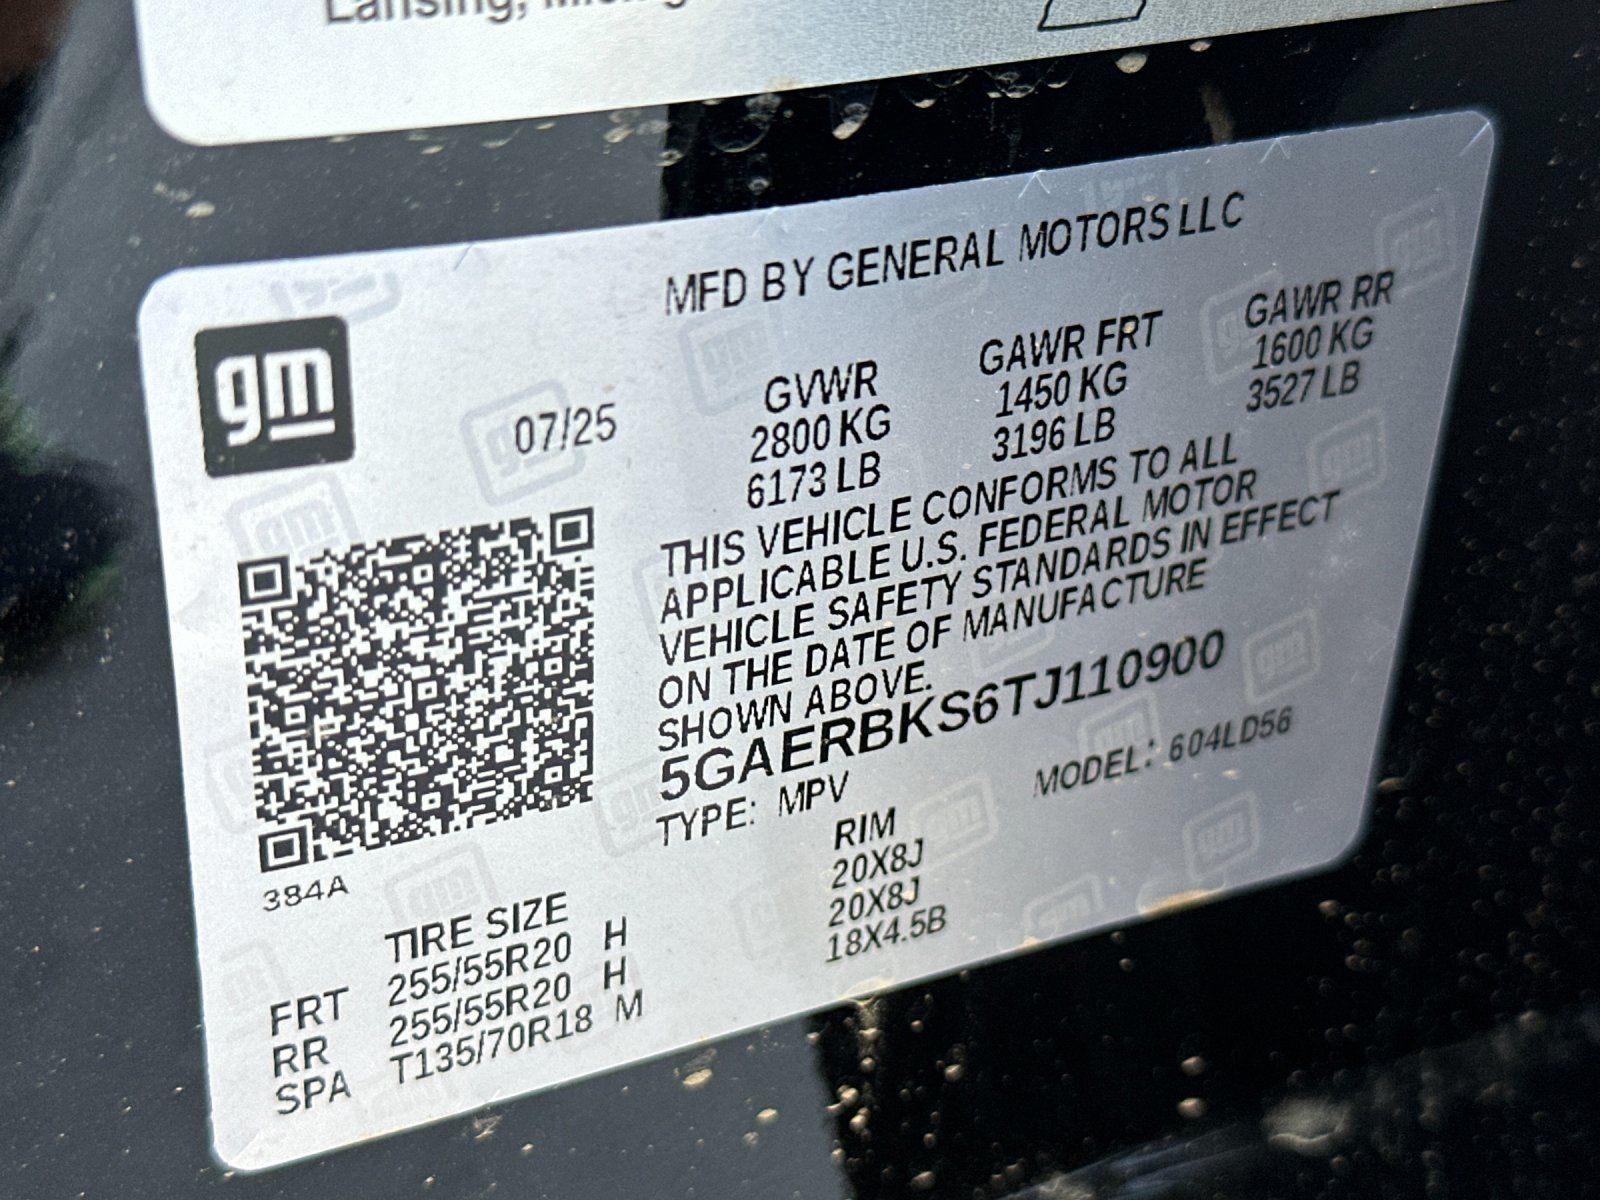 Lansing, Michig
gm
MFD BY GENERAL MOTORS LLC
07/25
GVWR GAWR FRT GAWR RR
2800 KG 1450 KG 1600 KG
6173 LB 3196 LB 3527 LB
THIS VEHICLE CONFORMS TO ALL
APPLICABLE U.S. FEDERAL MOTOR
VEHICLE SAFETY STANDARDS IN EFFECT
ON THE DATE OF MANUFACTURE
SHOWN ABOVE.
5GAERBKS6TJ110900
TYPE: MPV MODEL: 604LD56
384A
TIRE SIZE RIM
FRT 255/55R20 H 20X8J
RR 255/55R20 H 20X8J
SPA T135/70R18 M 18X4.5B